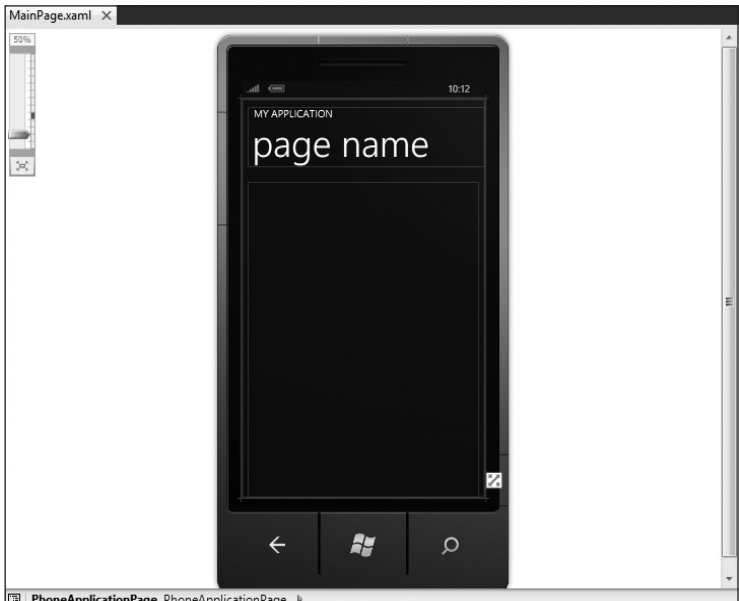 MainPage.xaml X
50%
10:12
MY APPLICATION
page name
PhoneApplicationPage PhoneApplicationPage